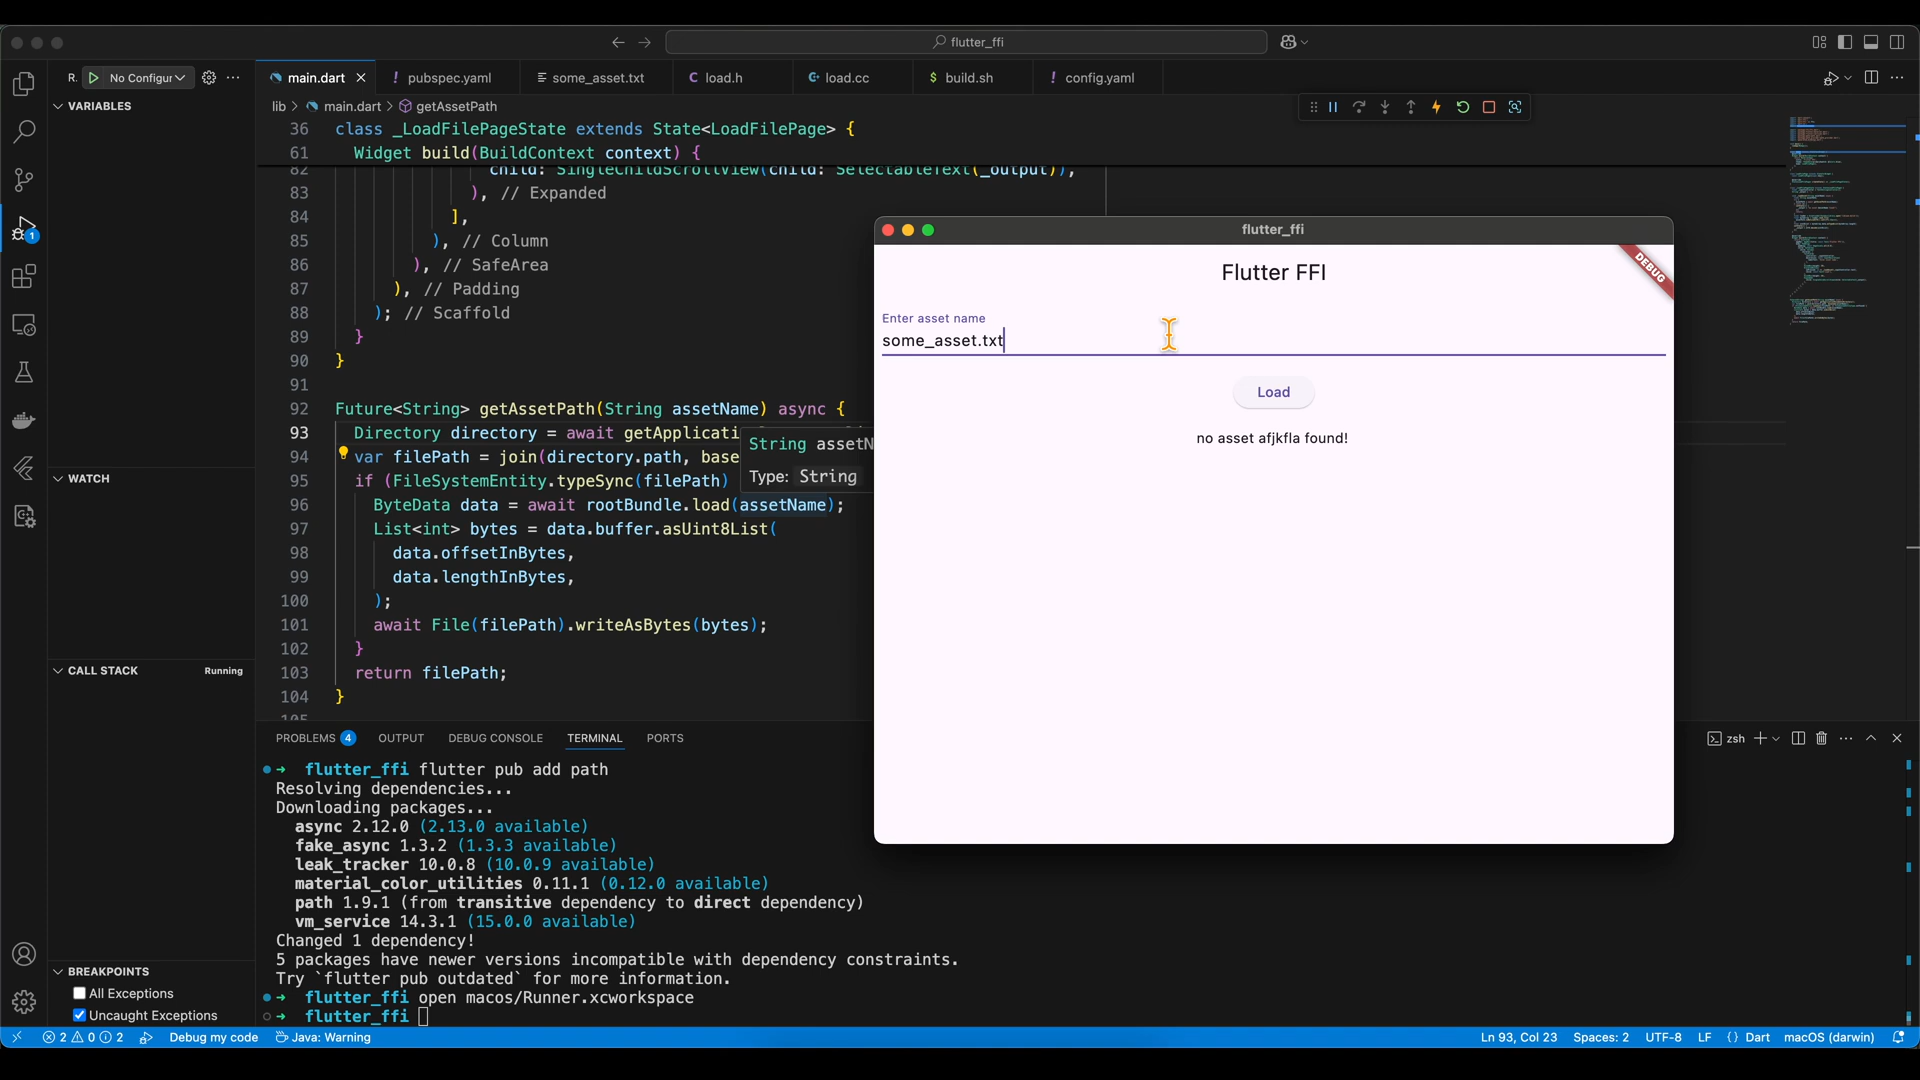 flutter_ffi
R. No Configur
main.dart
pubspec.yaml
some_asset.txt
load.h
load.cc
build.sh
config.yaml
VARIABLES
lib > main.dart > getAssetPath
36 class _LoadFilePageState extends State<LoadFilePage> {
61 Widget build(BuildContext context) {
82 child: SingleChildScrollView(child: SelectableText(_output)),
83 ), // Expanded
84 ],
85 ), // Column
86 ), // SafeArea
87 ), // Padding
88 ); // Scaffold
89 }
90 }
91
92 Future<String> getAssetPath(String assetName) async {
93 Directory directory = await getApplicati
94 var filePath = join(directory.path, base
95 if (FileSystemEntity.typeSync(filePath)
96 ByteData data = await rootBundle.load(assetName);
97 List<int> bytes = data.buffer.asUint8List(
98 data.offsetInBytes,
99 data.lengthInBytes,
100 );
101 await File(filePath).writeAsBytes(bytes);
102 }
103 return filePath;
104 }
105
String assetN
Type: String
WATCH
CALL STACK Running
BREAKPOINTS
All Exceptions
Uncaught Exceptions
1
flutter_ffi
DEBUG
Flutter FFI
Enter asset name
some_asset.txt
Load
no asset afjkfla found!
PROBLEMS 4 OUTPUT DEBUG CONSOLE TERMINAL PORTS
zsh
flutter_ffi flutter pub add path
Resolving dependencies...
Downloading packages...
async 2.12.0 (2.13.0 available)
fake_async 1.3.2 (1.3.3 available)
leak_tracker 10.0.8 (10.0.9 available)
material_color_utilities 0.11.1 (0.12.0 available)
path 1.9.1 (from transitive dependency to direct dependency)
vm_service 14.3.1 (15.0.0 available)
Changed 1 dependency!
5 packages have newer versions incompatible with dependency constraints.
Try `flutter pub outdated` for more information.
flutter_ffi open macos/Runner.xcworkspace
flutter_ffi
2 0 2 Debug my code Java: Warning
Ln 93, Col 23 Spaces: 2 UTF-8 LF {} Dart macOS (darwin)